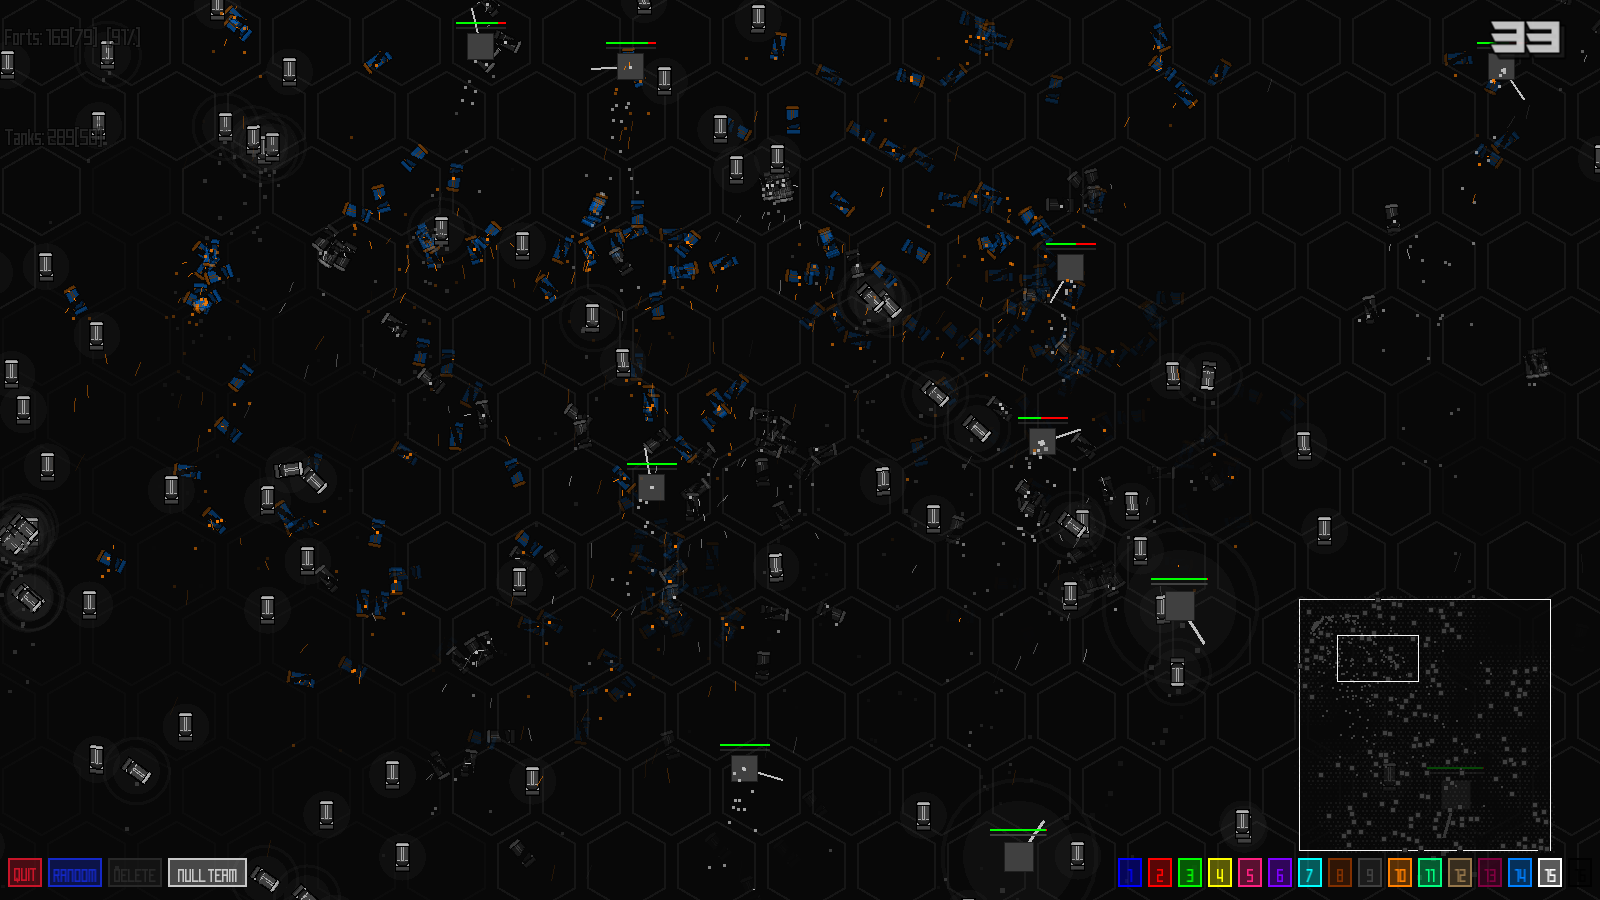 Forts: 169[79] [91%]
33
Tanks: 289[58]
QUIT RANDOM DELETE NULL TEAM
1 2 3 4 5 6 7 8 9 10 11 12 13 14 15